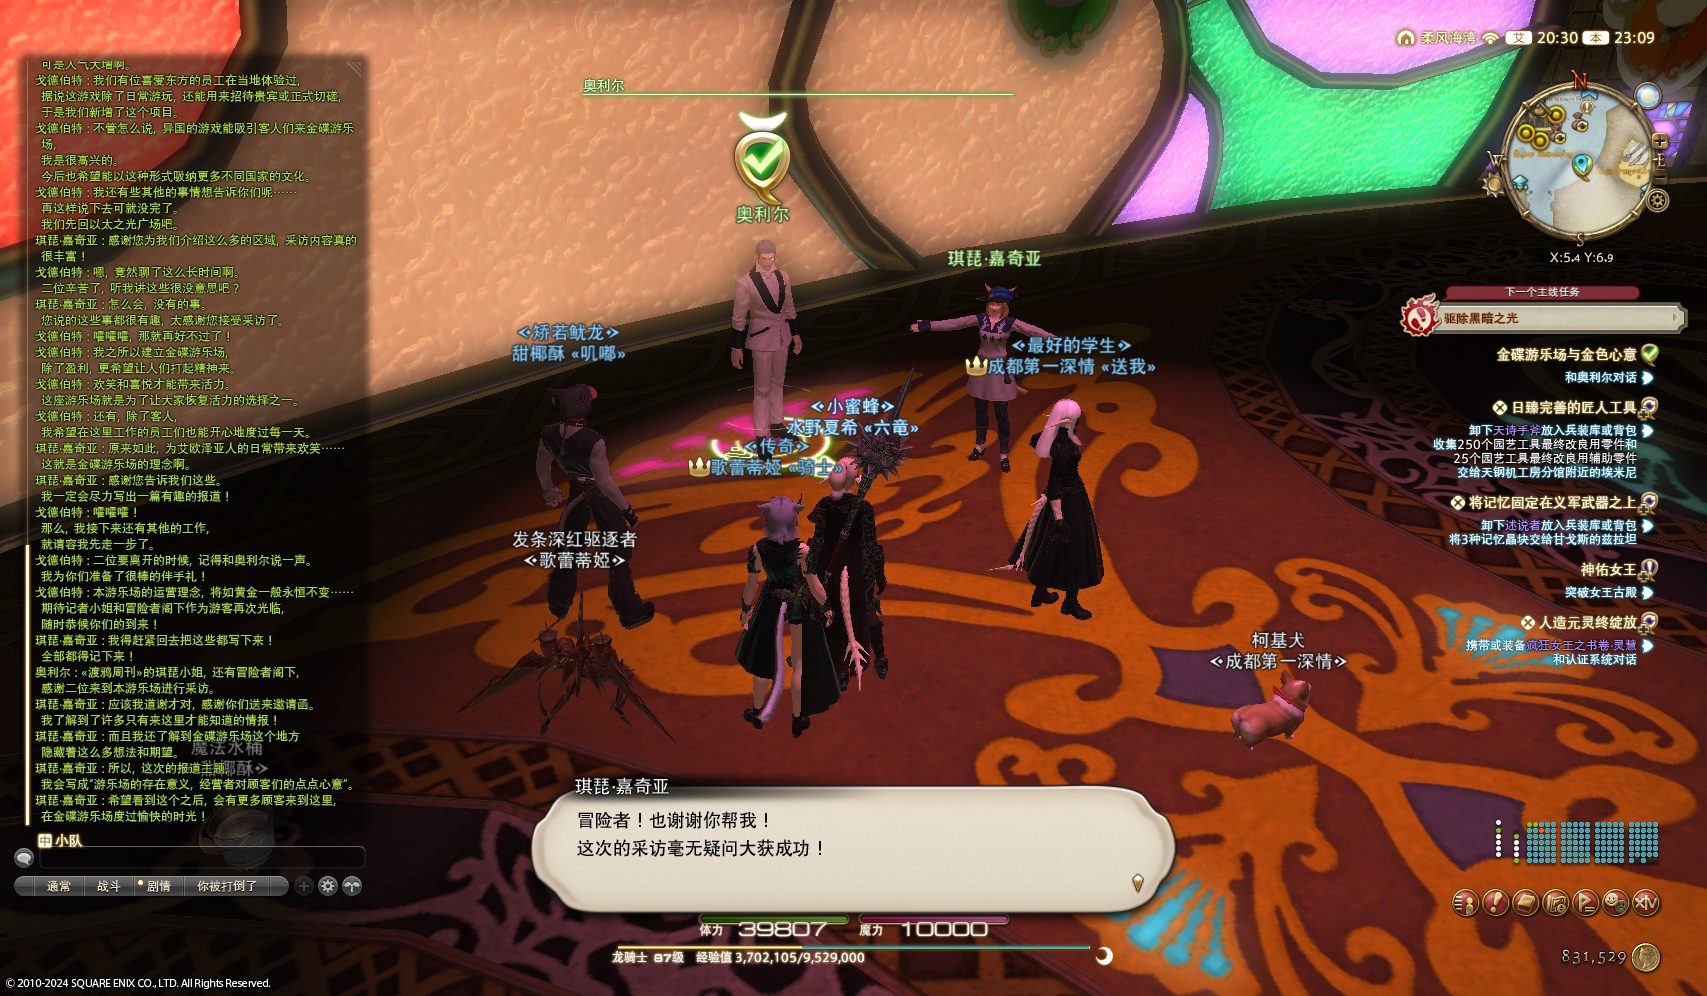 可是人气大增啊。
戈德伯特：我们有位喜爱东方的员工在当地体验过，
据说这游戏除了日常游玩，还能用来招待贵宾或正式切磋，
于是我们新增了这个项目。
戈德伯特：不管怎么说，异国的游戏能吸引客人们来金碟游乐
场，
我是很高兴的。
今后也希望能以这种形式吸纳更多不同国家的文化。
戈德伯特：我还有些其他的事情想告诉你们呢……
再这样说下去可就没完了。
我们先回以太之光广场吧。
琪琵·嘉奇亚：感谢您为我们介绍这么多的区域，采访内容真的
很丰富！
戈德伯特：嗯，竟然聊了这么长时间啊。
二位辛苦了，听我讲这些很没意思吧？
琪琵·嘉奇亚：怎么会，没有的事。
您说的这些事都很有趣，太感谢您接受采访了。
戈德伯特：嚯嚯嚯，那就再好不过了！
戈德伯特：我之所以建立金碟游乐场，
除了盈利，更希望让人们打起精神来。
戈德伯特：欢笑和喜悦才能带来活力。
这座游乐场就是为了让大家恢复活力的选择之一。
戈德伯特：还有，除了客人，
我希望在这里工作的员工们也能开心地度过每一天。
琪琵·嘉奇亚：原来如此，为艾欧泽亚人的日常带来欢笑……
这就是金碟游乐场的理念啊。
琪琵·嘉奇亚：感谢您告诉我们这些。
我一定会尽力写出一篇有趣的报道！
戈德伯特：嚯嚯嚯！
那么，我接下来还有其他的工作，
就请容我先走一步了。
戈德伯特：二位要离开的时候，记得和奥利尔说一声。
我为你们准备了很棒的伴手礼！
戈德伯特：本游乐场的运营理念，将如黄金一般永恒不变……
期待记者小姐和冒险者阁下作为游客再次光临，
随时恭候你们的到来！
琪琵·嘉奇亚：我得赶紧回去把这些都写下来！
全部都得记下来！
奥利尔：«渡鸦周刊»的琪琵小姐，还有冒险者阁下，
感谢二位来到本游乐场进行采访。
琪琵·嘉奇亚：应该我道谢才对，感谢你们送来邀请函。
我了解到了许多只有来这里才能知道的情报！
琪琵·嘉奇亚：而且我还了解到金碟游乐场这个地方
隐藏着这么多想法和期望。
琪琵·嘉奇亚：所以，这次的报道主题，
我会写成“游乐场的存在意义，经营者对顾客们的点点心意”。
琪琵·嘉奇亚：希望看到这个之后，会有更多顾客来到这里，
在金碟游乐场度过愉快的时光！
魔法水桶
甜椰酥
中 小队
通常 战斗 剧情 你被打倒了
奥利尔
奥利尔
琪琵·嘉奇亚
矫若鱿龙
甜椰酥 «叽嘟»
最好的学生
成都第一深情 «送我»
小蜜蜂
水野夏希 «六竜»
传奇
歌蕾蒂娅 «骑士»
发条深红驱逐者
歌蕾蒂娅
柯基犬
成都第一深情
琪琵·嘉奇亚
冒险者！也谢谢你帮我！
这次的采访毫无疑问大获成功！
体力 39807 魔力 10000
龙骑士 87级 经验值 3,702,105/9,529,000
柔风海湾 艾 20:30 本 23:09
N
W
S
X:5.4 Y:6.9
下一个主线任务
驱除黑暗之光
金碟游乐场与金色心意
和奥利尔对话
日臻完善的匠人工具
卸下天诗手斧放入兵装库或背包
收集250个园艺工具最终改良用零件和
25个园艺工具最终改良用辅助零件
交给天钢机工房分馆附近的埃米尼
将记忆固定在义军武器之上
卸下述说者放入兵装库或背包
将3种记忆晶块交给甘戈斯的兹拉坦
神佑女王
突破女王古殿
人造元灵终绽放
携带或装备疯狂女王之书卷·灵慧
和认证系统对话
XIV
831,529
© 2010-2024 SQUARE ENIX CO., LTD. All Rights Reserved.